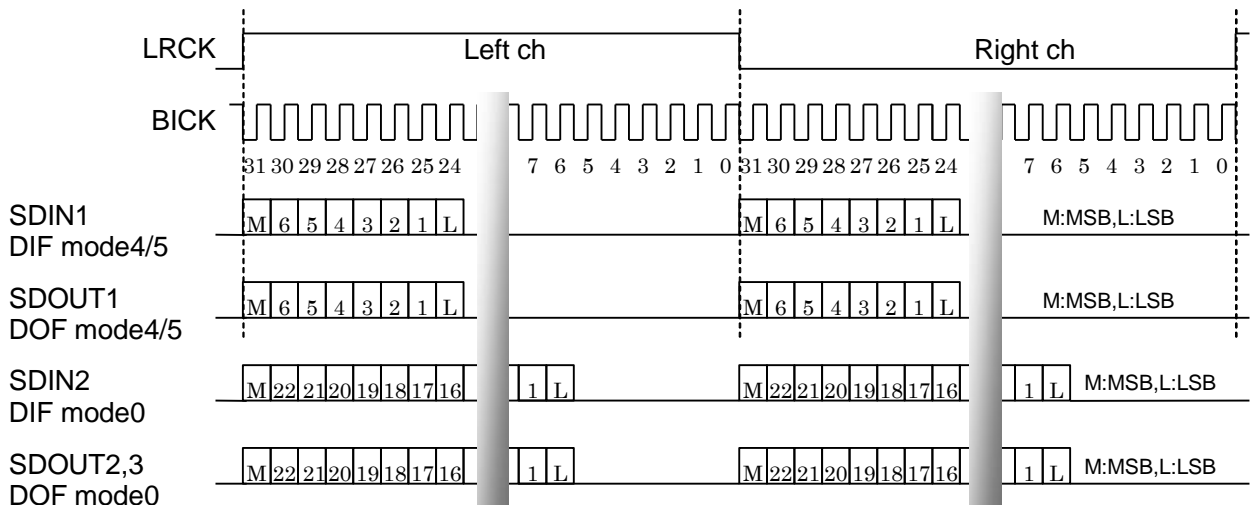 LRCK Left ch Right ch
BICK
31 30 29 28 27 26 25 24 7 6 5 4 3 2 1 0 31 30 29 28 27 26 25 24 7 6 5 4 3 2 1 0
SDIN1
DIF mode4/5
M 6 5 4 3 2 1 L M 6 5 4 3 2 1 L M:MSB,L:LSB
SDOUT1
DOF mode4/5
M 6 5 4 3 2 1 L M 6 5 4 3 2 1 L M:MSB,L:LSB
SDIN2
DIF mode0
M 22 21 20 19 18 17 16 1 L M 22 21 20 19 18 17 16 1 L M:MSB,L:LSB
SDOUT2,3
DOF mode0
M 22 21 20 19 18 17 16 1 L M 22 21 20 19 18 17 16 1 L M:MSB,L:LSB